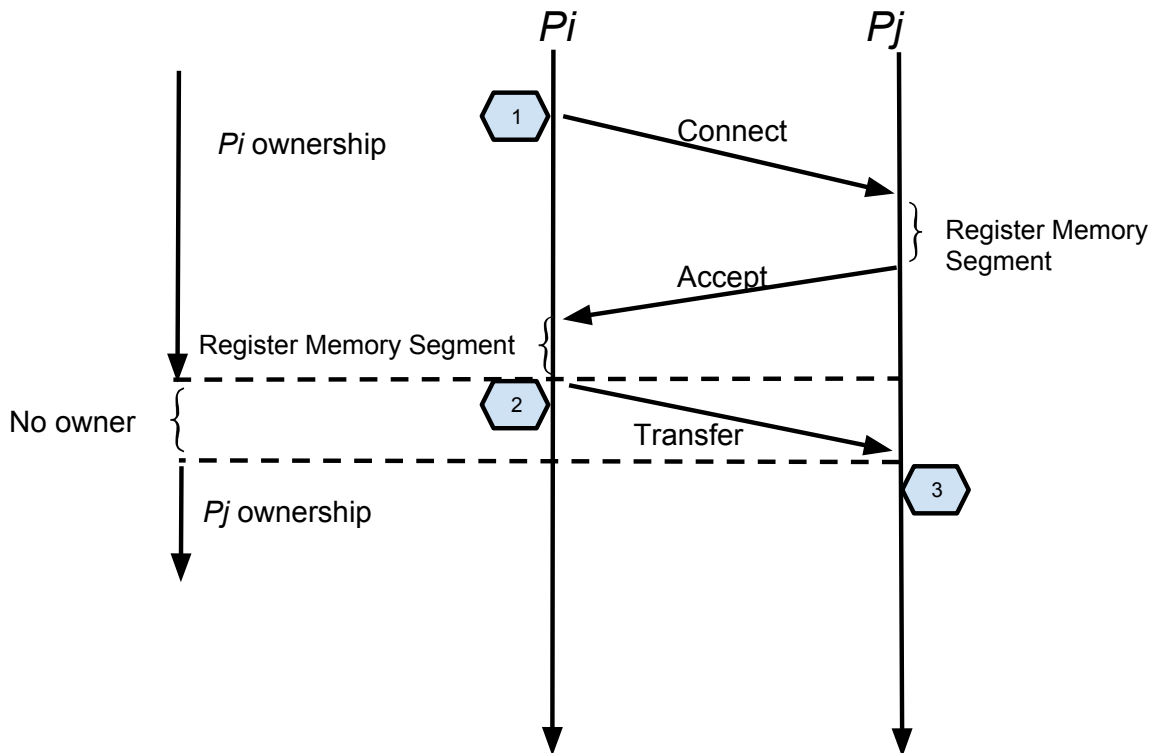 Pi
Pj
1
Connect
Pi ownership
Register Memory
Segment
Accept
Register Memory Segment
2
No owner
Transfer
3
Pj ownership